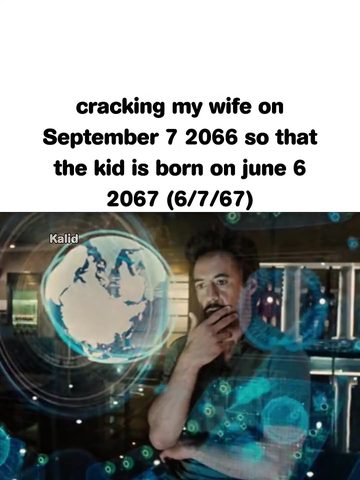 cracking my wife on
September 7 2066 so that
the kid is born on june 6
2067 (6/7/67)
Kalid